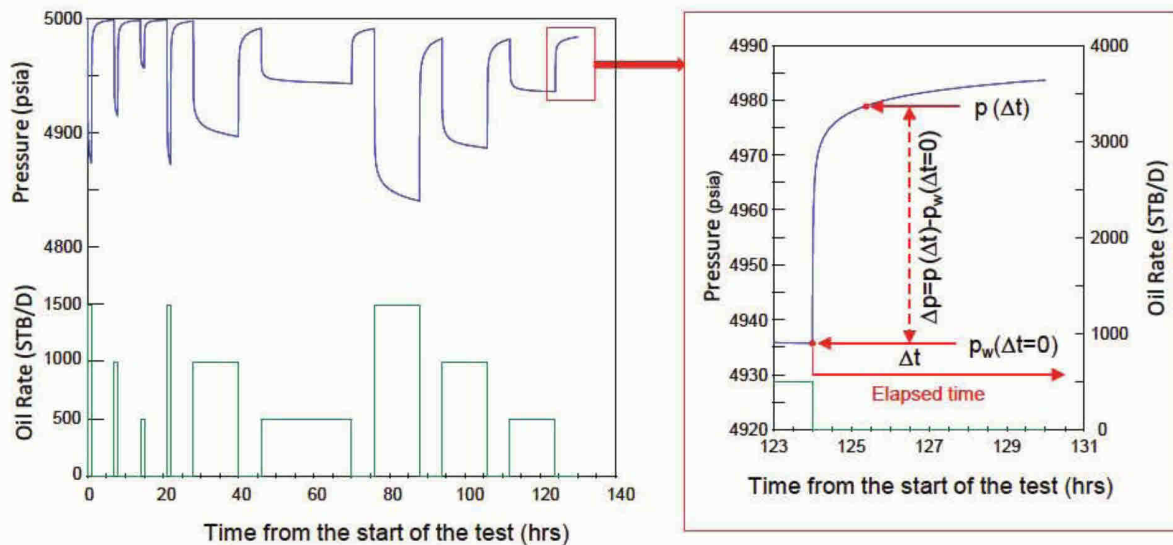 5000
4900
4800
Pressure (psia)
1500
1000
500
0
Oil Rate (STB/D)
0 20 40 60 80 100 120 140
Time from the start of the test (hrs)
4990
4980
4970
4960
4950
4940
4930
4920
Pressure (psia)
4000
3000
2000
1000
0
Oil Rate (STB/D)
p (Δt)
Δp=p (Δt)-pw(Δt=0)
pw(Δt=0)
Δt
Elapsed time
123 125 127 129 131
Time from the start of the test (hrs)